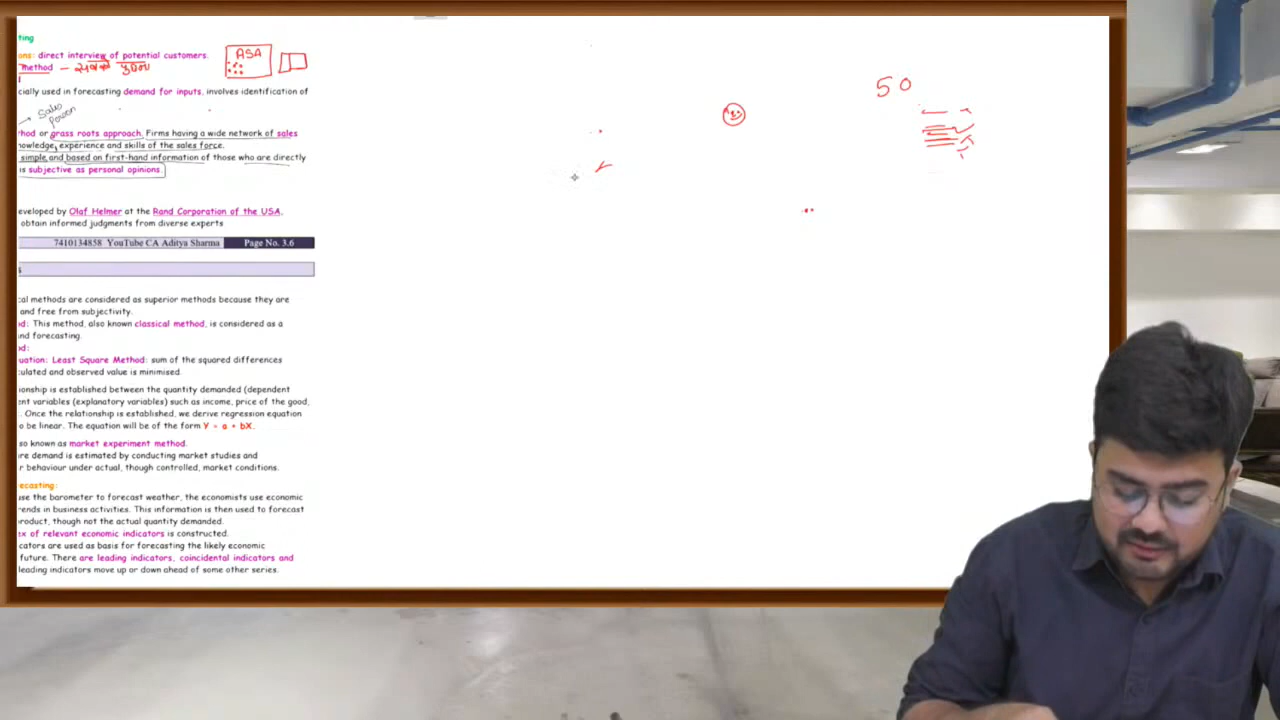 ting
ons: direct interview of potential customers.
method
ASA
cially used in forecasting demand for inputs, involves identification of
→ Sales
thod or grass roots approach. Firms having a wide network of sales
nowledge, experience and skills of the sales force.
simple and based on first-hand information of those who are directly
is subjective as personal opinions.
eveloped by Olaf Helmer at the Rand Corporation of the USA,
obtain informed judgments from diverse experts
7410134858 YouTube CA Aditya Sharma Page No. 3.6
s
cal methods are considered as superior methods because they are
and free from subjectivity.
od: This method, also known classical method, is considered as a
nd forecasting.
od:
quation: Least Square Method: sum of the squared differences
culated and observed value is minimised.
ionship is established between the quantity demanded (dependent
ent variables (explanatory variables) such as income, price of the good,
. Once the relationship is established, we derive regression equation
o be linear. The equation will be of the form Y = a + bX.
so known as market experiment method.
re demand is estimated by conducting market studies and
r behaviour under actual, though controlled, market conditions.
ecasting:
use the barometer to forecast weather, the economists use economic
rends in business activities. This information is then used to forecast
product, though not the actual quantity demanded.
ex of relevant economic indicators is constructed.
cators are used as basis for forecasting the likely economic
future. There are leading indicators, coincidental indicators and
leading indicators move up or down ahead of some other series.
50